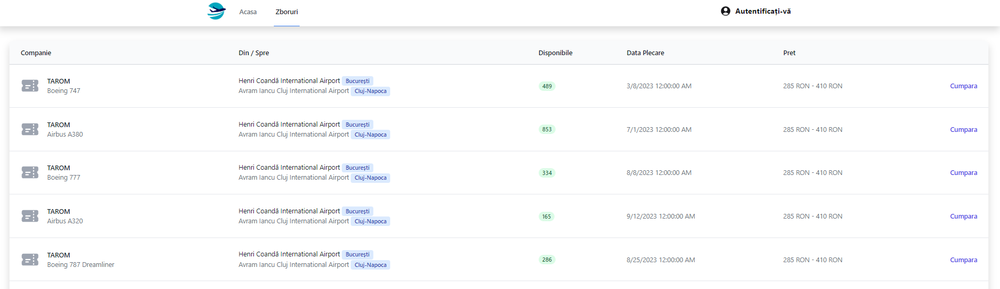 Acasa Zboruri Autentificați-vă
Companie Din / Spre Disponibile Data Plecare Pret
TAROM Henri Coandă International Airport București
Boeing 747 Avram Iancu Cluj International Airport Cluj-Napoca 489 3/8/2023 12:00:00 AM 285 RON - 410 RON Cumpara
TAROM Henri Coandă International Airport București
Airbus A380 Avram Iancu Cluj International Airport Cluj-Napoca 853 7/1/2023 12:00:00 AM 285 RON - 410 RON Cumpara
TAROM Henri Coandă International Airport București
Boeing 777 Avram Iancu Cluj International Airport Cluj-Napoca 334 8/8/2023 12:00:00 AM 285 RON - 410 RON Cumpara
TAROM Henri Coandă International Airport București
Airbus A320 Avram Iancu Cluj International Airport Cluj-Napoca 165 9/12/2023 12:00:00 AM 285 RON - 410 RON Cumpara
TAROM Henri Coandă International Airport București
Boeing 787 Dreamliner Avram Iancu Cluj International Airport Cluj-Napoca 286 8/25/2023 12:00:00 AM 285 RON - 410 RON Cumpara